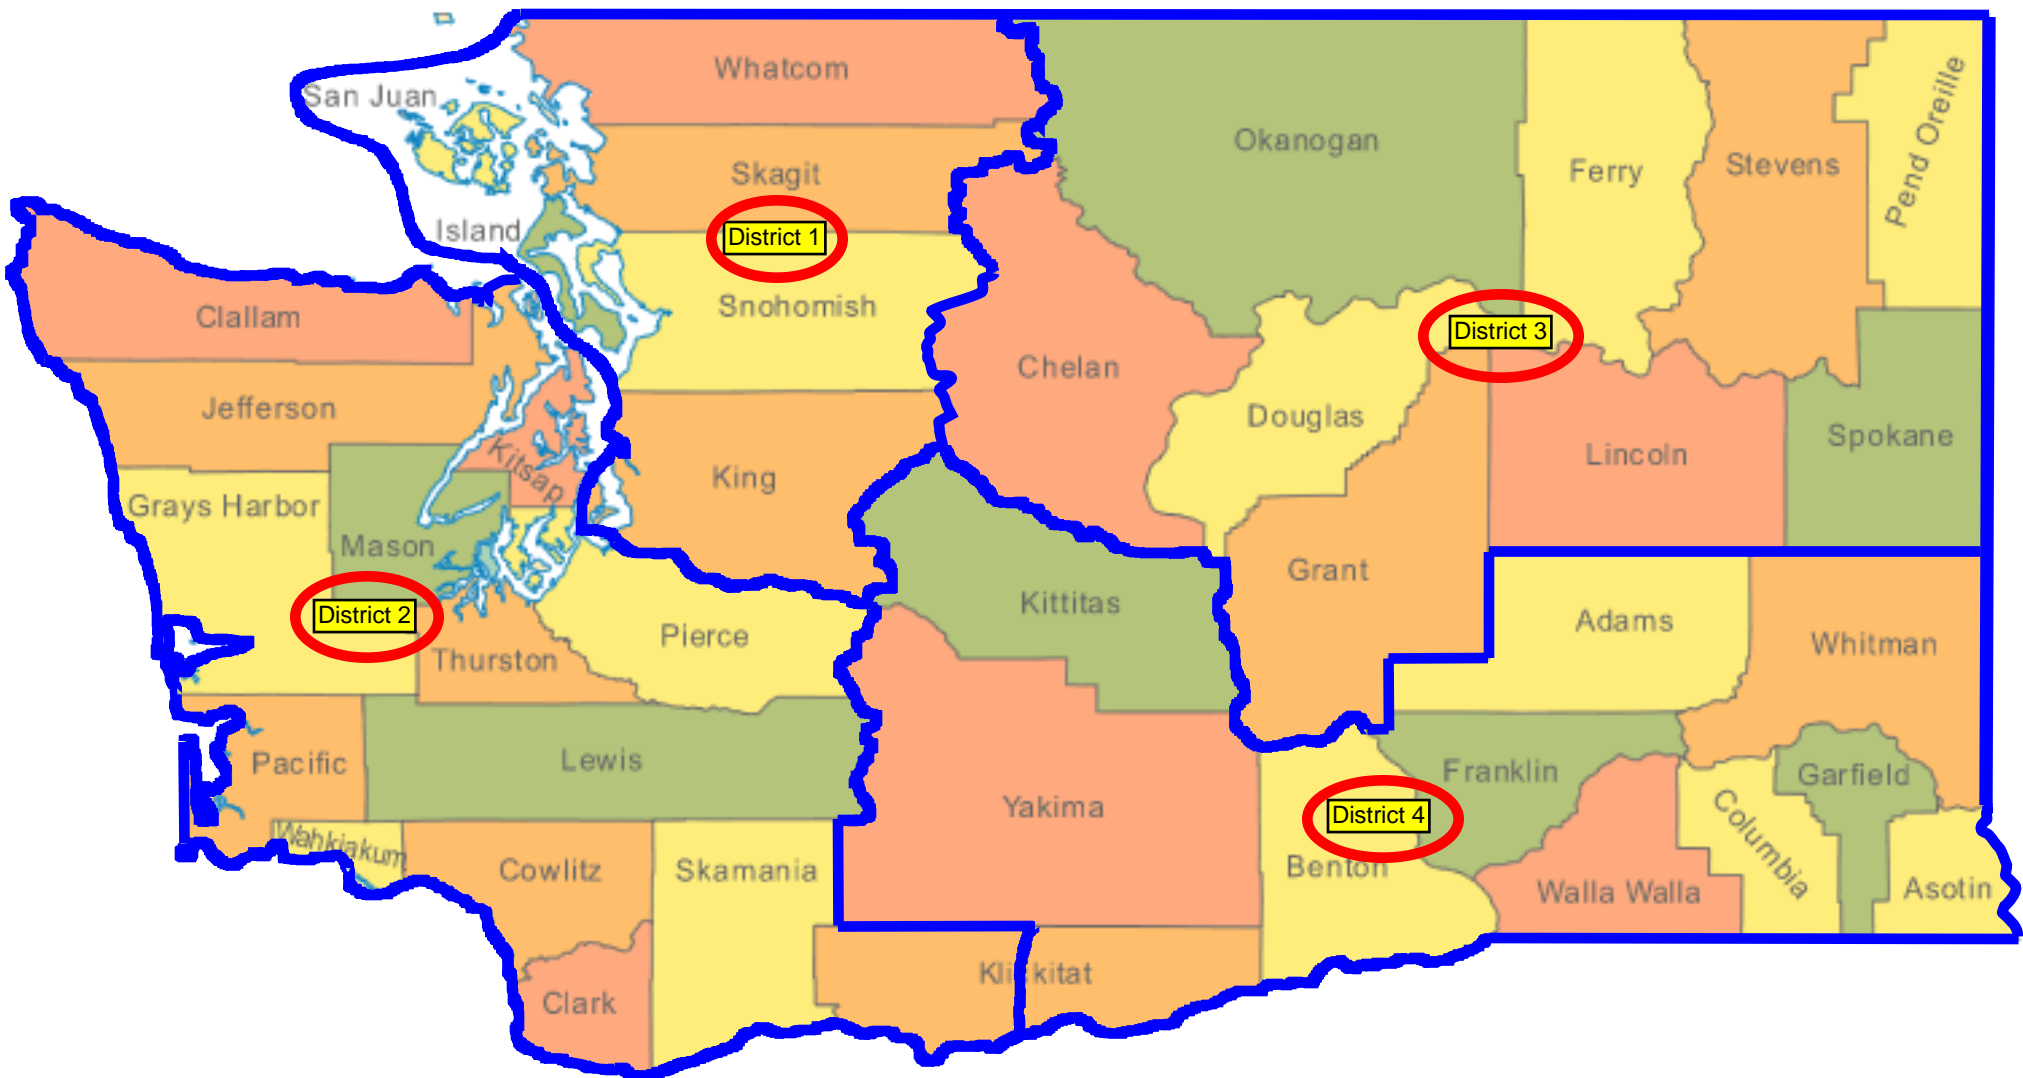 Whatcom
San Juan
Okanogan
Pend Oreille
Ferry
Stevens
Skagit
Island
District 1
Snohomish
Clallam
District 3
Chelan
Jefferson
Douglas
Spokane
Lincoln
Kitsap
King
Grays Harbor
Mason
Grant
Kittitas
Adams
District 2
Pierce
Whitman
Thurston
Lewis
Pacific
Franklin
Garfield
Yakima
District 4
Wahkiakum
Columbia
Cowlitz
Skamania
Benton
Walla Walla
Asotin
Klickitat
Clark